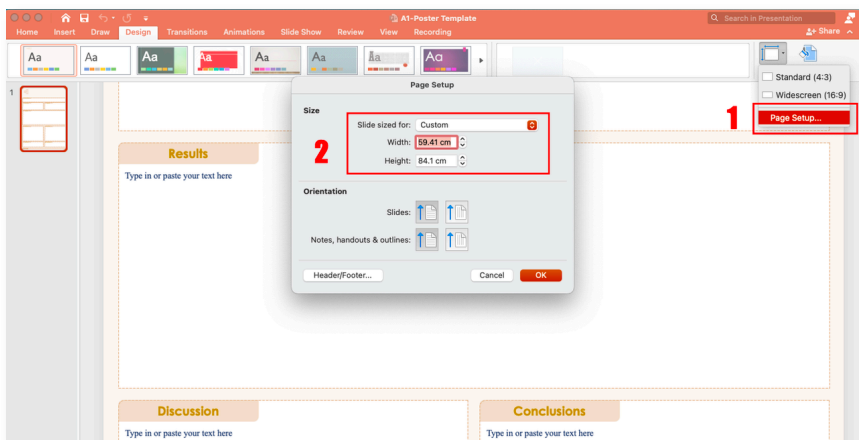 A1-Poster Template
Search in Presentation
Home Insert Draw Design Transitions Animations Slide Show Review View Recording
Share
Aa Aa Aa Aa Aa Aa Aa Aa
Standard (4:3)
Widescreen (16:9)
1 Page Setup...
1
Page Setup
Size
2
Slide sized for: Custom
Width: 59.41 cm
Height: 84.1 cm
Orientation
Slides:
Notes, handouts & outlines:
Header/Footer... Cancel OK
Results
Type in or paste your text here
Discussion
Type in or paste your text here
Conclusions
Type in or paste your text here